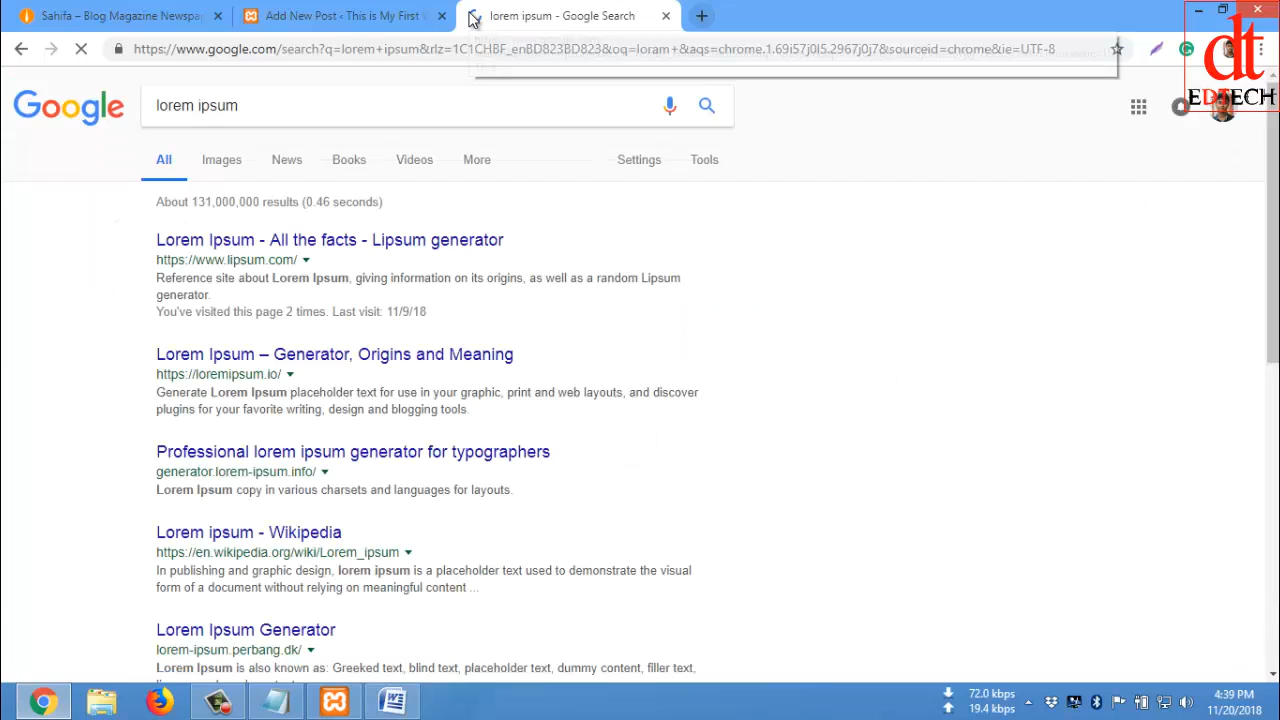 Sahifa – Blog Magazine Newspap
Add New Post ‹ This is My First W
lorem ipsum - Google Search
https://www.google.com/search?q=lorem+ipsum&rlz=1C1CHBF_enBD823BD823&oq=loram+&aqs=chrome.1.69i57j0l5.2967j0j7&sourceid=chrome&ie=UTF-8
dt
EDTECH
Google
lorem ipsum
All
Images
News
Books
Videos
More
Settings
Tools
About 131,000,000 results (0.46 seconds)
Lorem Ipsum - All the facts - Lipsum generator
https://www.lipsum.com/
Reference site about Lorem Ipsum, giving information on its origins, as well as a random Lipsum
generator.
You've visited this page 2 times. Last visit: 11/9/18
Lorem Ipsum – Generator, Origins and Meaning
https://loremipsum.io/
Generate Lorem Ipsum placeholder text for use in your graphic, print and web layouts, and discover
plugins for your favorite writing, design and blogging tools.
Professional lorem ipsum generator for typographers
generator.lorem-ipsum.info/
Lorem Ipsum copy in various charsets and languages for layouts.
Lorem ipsum - Wikipedia
https://en.wikipedia.org/wiki/Lorem_ipsum
In publishing and graphic design, lorem ipsum is a placeholder text used to demonstrate the visual
form of a document without relying on meaningful content ...
Lorem Ipsum Generator
lorem-ipsum.perbang.dk/
Lorem Ipsum is also known as: Greeked text, blind text, placeholder text, dummy content, filler text,
72.0 kbps
19.4 kbps
4:39 PM
11/20/2018